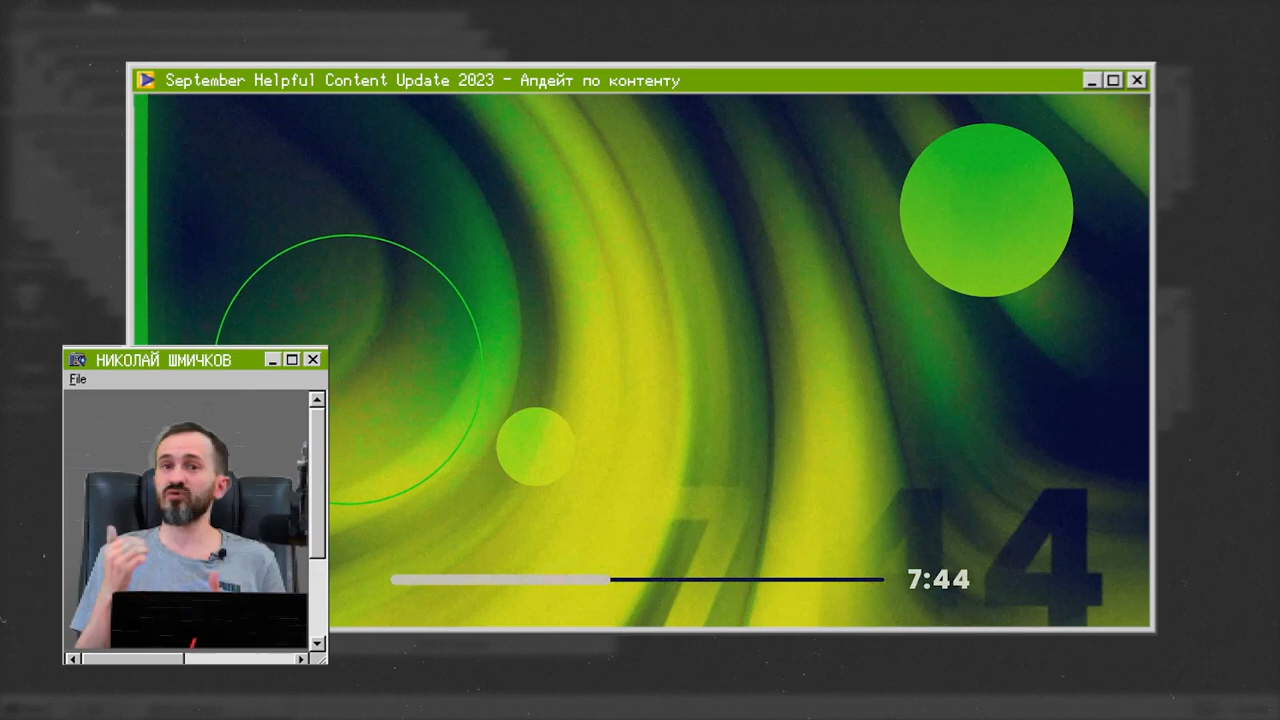 September Helpful Content Update 2023 - Апдейт по контенту
НИКОЛАЙ ШМИЧКОВ
File
7:44